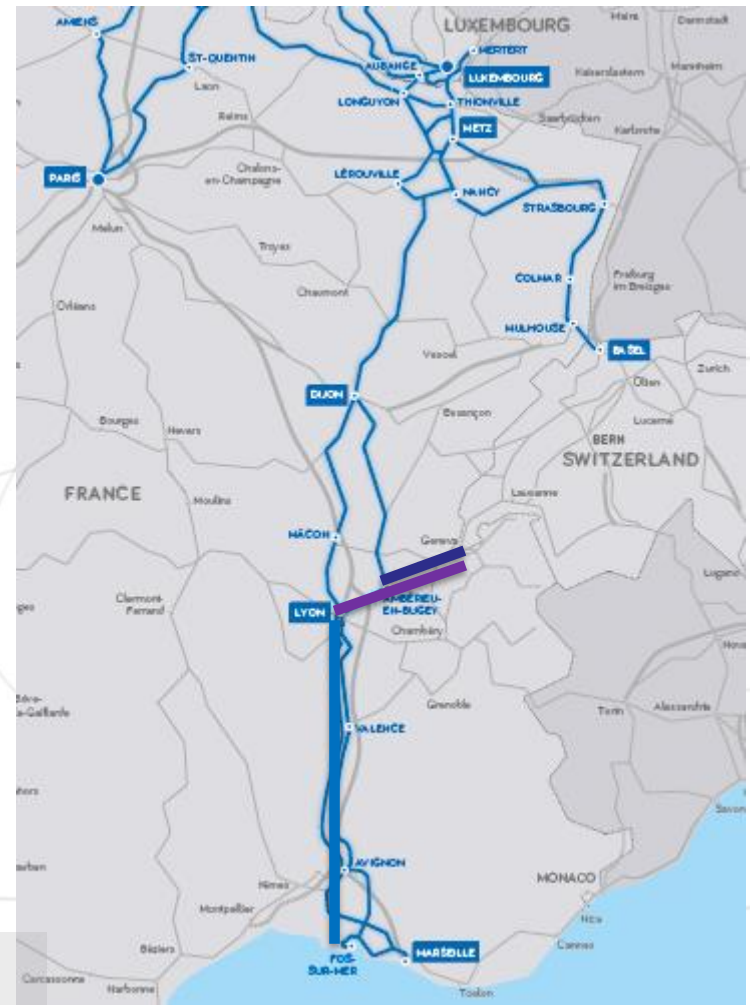 AMIENS
LUXEMBOURG
Mainz
Darmstadt
ST-QUENTIN
MERTERT
AUBANGE
LUXEMBOURG
Kaiserslautern
Mannheim
Laon
LONGUYON
THIONVILLE
Reims
Saarbrücken
METZ
Karlsruhe
PARIS
Chalons-
en-Champagne
LÉROUVILLE
NANCY
STRASBOURG
Melun
Troyes
Chaumont
COLMAR
Freiburg
im Breisgau
Orléans
MULHOUSE
BASEL
Vesoul
Olten
Zurich
DIJON
Besançon
Lucerne
Bourges
Nevers
BERN
SWITZERLAND
FRANCE
Moulins
Lausanne
MÂCON
Geneva
Lugano
AMBÉRIEU-
EN-BUGEY
Clermont-
Ferrand
LYON
Chambéry
Grenoble
Torin
Alessandria
VALENCE
AVIGNON
MONACO
Nîmes
Montpellier
Nice
Cannes
Béziers
FOS-
SUR-MER
MARSEILLE
Carcassonne
Narbonne
Toulon